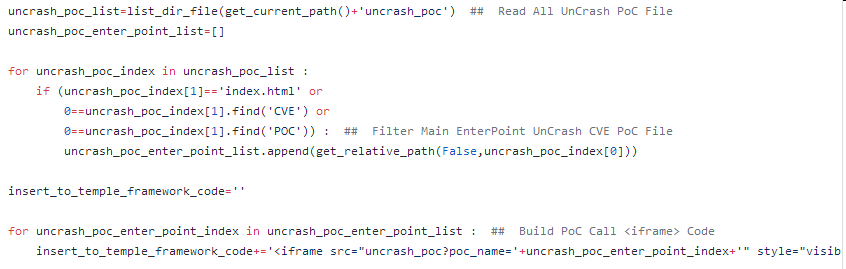 uncrash_poc_list=list_dir_file(get_current_path()+'uncrash_poc')  ##  Read All UnCrash PoC File
uncrash_poc_enter_point_list=[]

for uncrash_poc_index in uncrash_poc_list :
    if (uncrash_poc_index[1]=='index.html' or
        0==uncrash_poc_index[1].find('CVE') or
        0==uncrash_poc_index[1].find('POC')) :  ##  Filter Main EnterPoint UnCrash CVE PoC File
        uncrash_poc_enter_point_list.append(get_relative_path(False,uncrash_poc_index[0]))

insert_to_temple_framework_code=''

for uncrash_poc_enter_point_index in uncrash_poc_enter_point_list :  ##  Build PoC Call <iframe> Code
    insert_to_temple_framework_code+='<iframe src="uncrash_poc?poc_name='+uncrash_poc_enter_point_index+'" style="visib